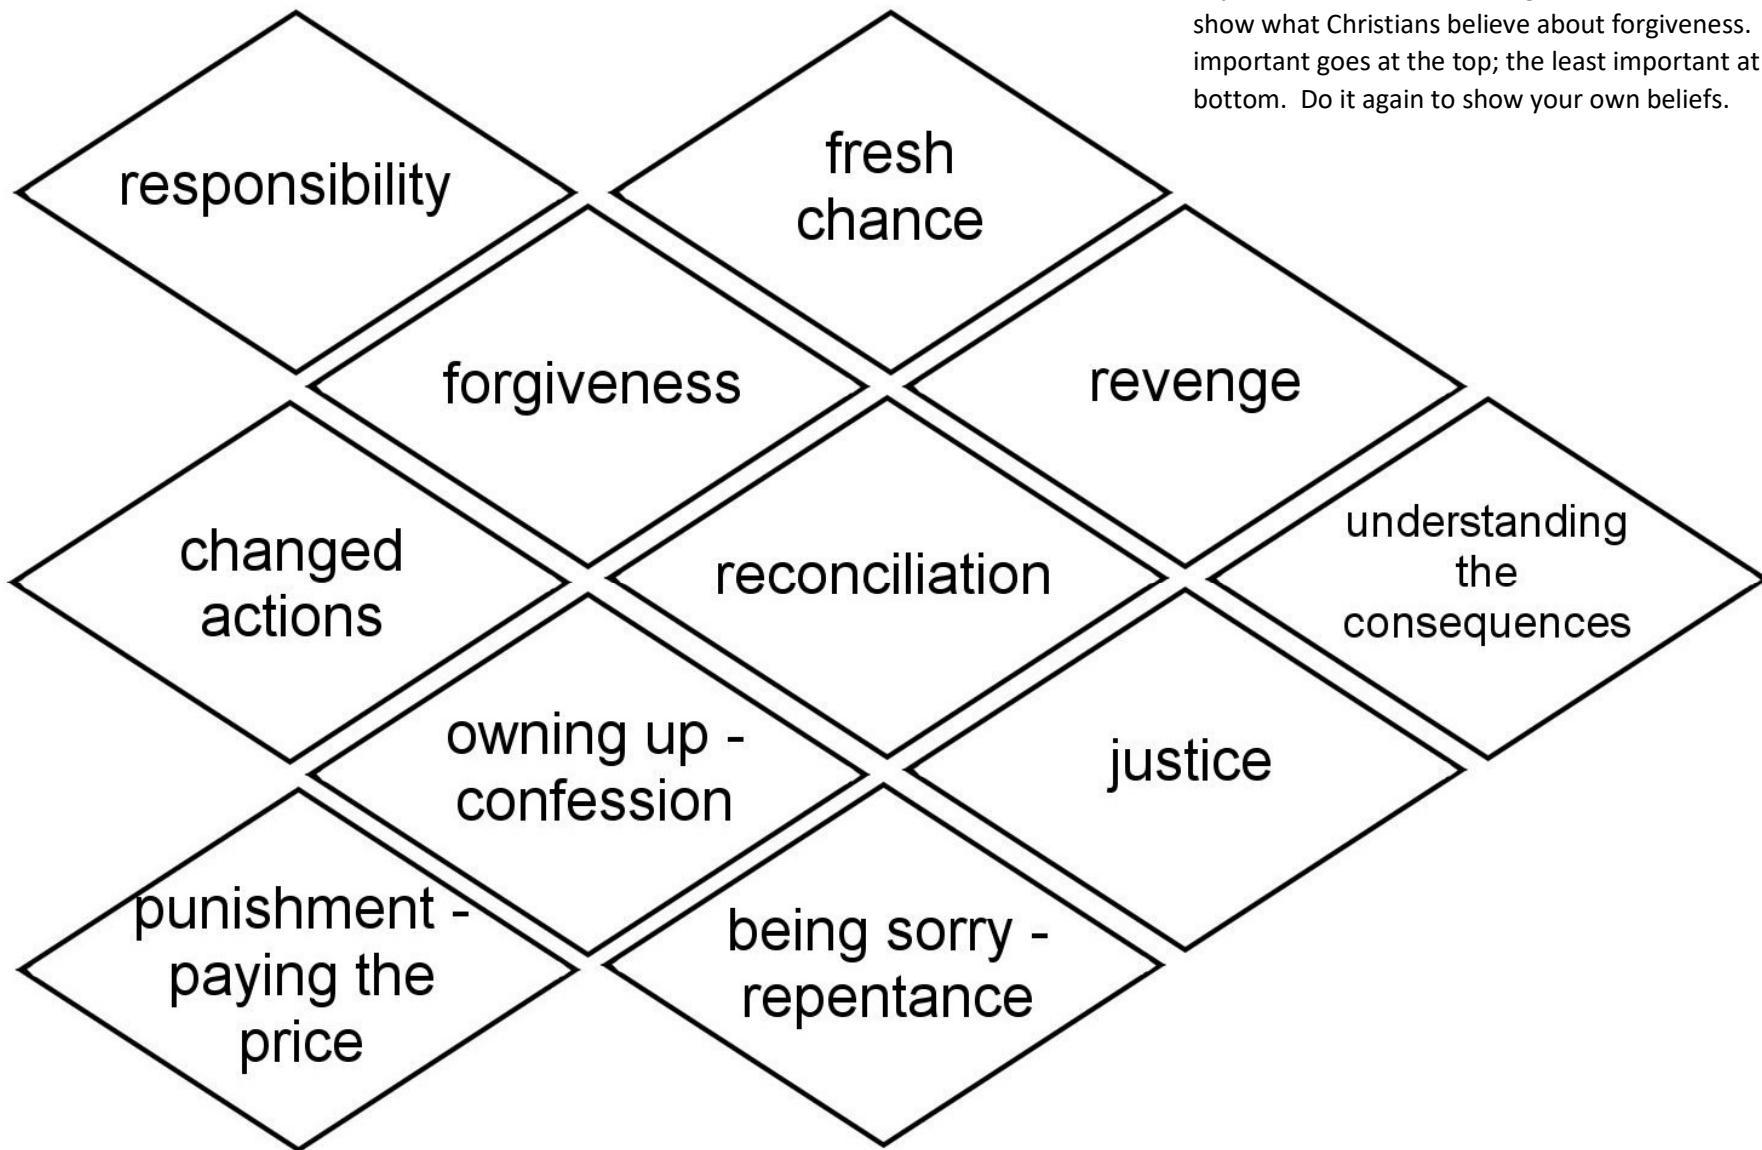 show what Christians believe about forgiveness.
important goes at the top; the least important at
bottom.  Do it again to show your own beliefs.
responsibility
fresh
chance
forgiveness
revenge
changed
actions
reconciliation
understanding
the
consequences
owning up -
confession
justice
punishment -
paying the
price
being sorry -
repentance